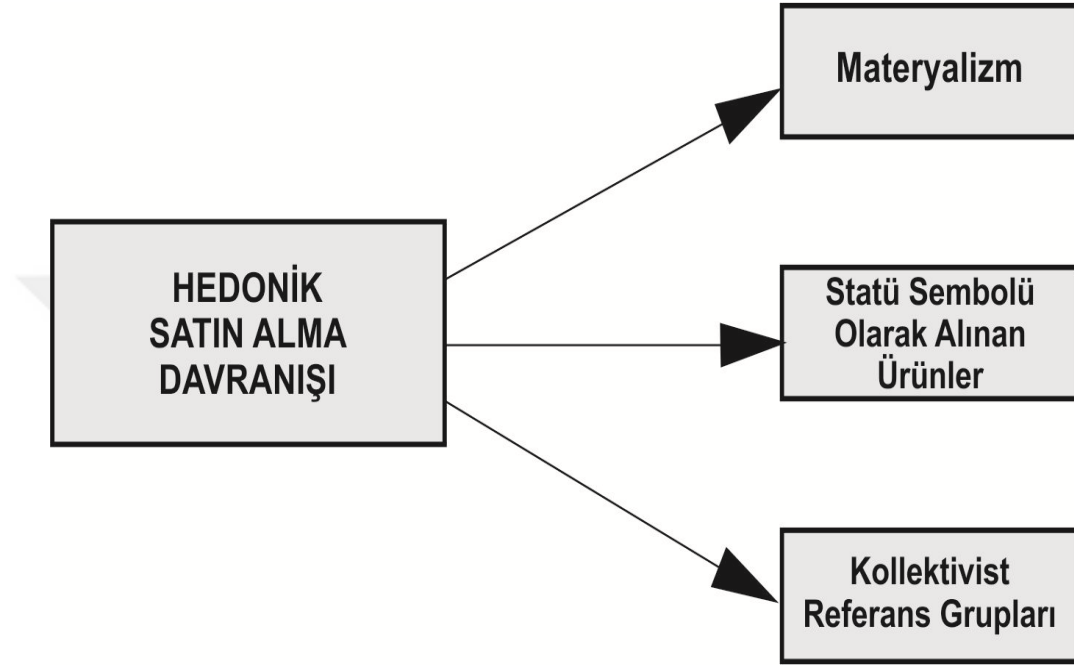 Materyalizm
HEDONİK
SATIN ALMA
DAVRANIŞI
Statü Sembolü
Olarak Alınan
Ürünler
Kollektivist
Referans Grupları